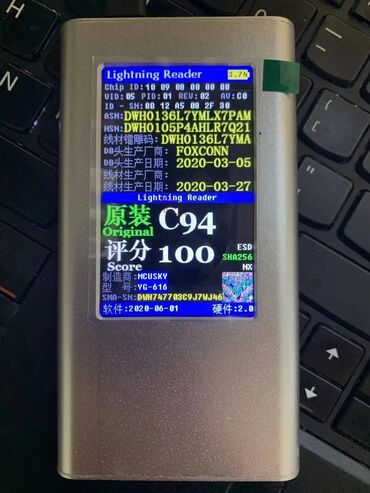 Lightning Reader 3.74
Chip ID:10 09 08 00 00 00 00
VID:05 PID:01 REV:02 AV:C0
ID - SN:8B 12 A5 08 2F 30
ASN:DWH0136L7YMLX7PAM
MSN:DWH0105P4AHLR7Q21
线材镭雕码:DWH0136L7YMA
DB头生产厂商: FOXCONN
DB头生产日期: 2020-03-05
线材生产厂商:
线材生产日期: 2020-03-27
Lightning Reader
原装 C94
Original
评分 100
Score
ESD
SHA256
NX
制造商:MCUSKY
型 号:YG-616
SMA-SN:DWH747703C9J7WJ46
软件:2020-06-01 硬件:2.0